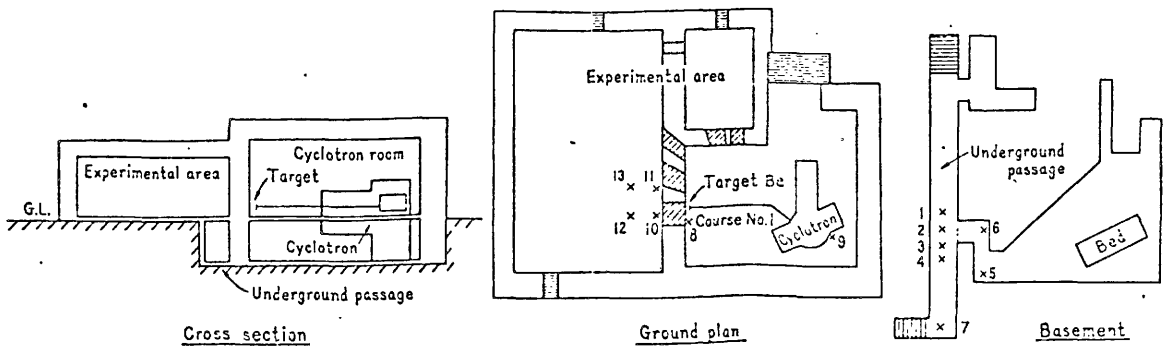 Cyclotron room
Experimental area
Target
G.L.
Cyclotron
Underground passage
Cross section
Experimental area
13 11
Target Be
12 10 8
Course No.1
Cyclotron
9
Ground plan
Underground passage
1
2 6
3
4
5
Bed
7
Basement